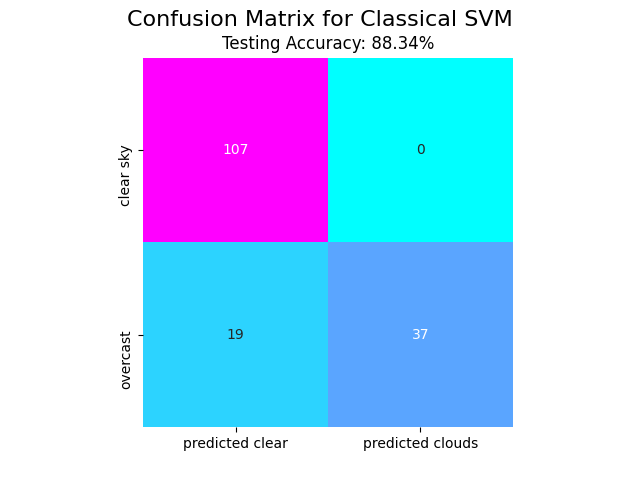 Confusion Matrix for Classical SVM
Testing Accuracy: 88.34%
clear sky
107
0
overcast
19
37
predicted clear
predicted clouds